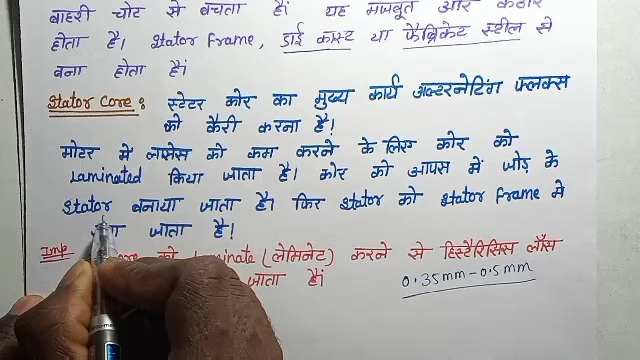 बाहरी चोट से बचता है। यह मजबूत और कठोर
होता है। Stator Frame, डाई कास्ट या फैब्रिकेट स्टील से
बना होता है।
Stator Core: स्टेटर कोर का मुख्य कार्य अल्टरनेटिंग फ्लक्स
को कैरी करना है!
मोटर में लासेस को कम करने के लिए कोर को
Laminated किया जाता है। कोर को आपस में जोड़ के
Stator बनाया जाता है। फिर Stator को Stator Frame में
जाता है!
Imp को Laminate (लेमिनेट) करने से हिस्टैरिसिस लौस
जाता है। 0.35mm-0.5mm